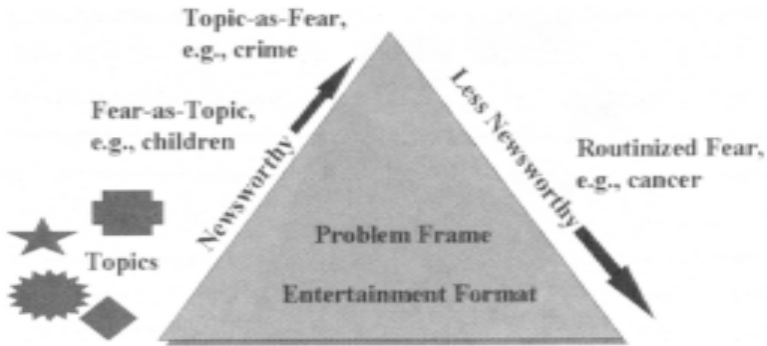 Topic-as-Fear,
e.g., crime
Fear-as-Topic,
e.g., children
Newsworthy
Less Newsworthy
Routinized Fear,
e.g., cancer
Topics
Problem Frame
Entertainment Format